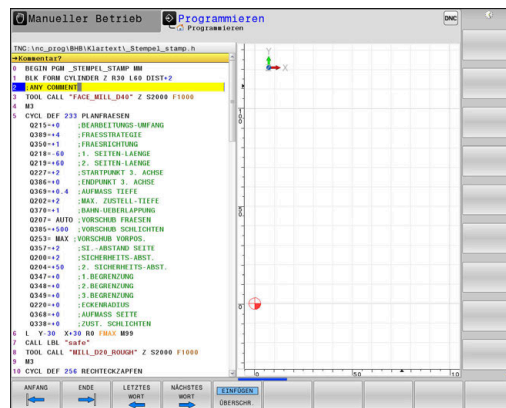 Manueller Betrieb
Programmieren
Programmieren
DNC
TNC:\nc_prog\BHB\Klartext\_Stempel_stamp.h
→Kommentar?
0 BEGIN PGM _STEMPEL_STAMP MM
1 BLK FORM CYLINDER Z R30 L60 DIST+2
2 ;ANY COMMENT
3 TOOL CALL "FACE_MILL_D40" Z S2000 F1000
4 M3
5 CYCL DEF 233 PLANFRAESEN
Q215=+0 ;BEARBEITUNGS-UMFANG
Q389=+4 ;FRAESSTRATEGIE
Q350=+1 ;FRAESRICHTUNG
Q218=-60 ;1. SEITEN-LAENGE
Q219=+60 ;2. SEITEN-LAENGE
Q227=+2 ;STARTPUNKT 3. ACHSE
Q386=+0 ;ENDPUNKT 3. ACHSE
Q369=+0.4 ;AUFMASS TIEFE
Q202=+2 ;MAX. ZUSTELL-TIEFE
Q370=+1 ;BAHN-UEBERLAPPUNG
Q207= AUTO ;VORSCHUB FRAESEN
Q385=+500 ;VORSCHUB SCHLICHTEN
Q253= MAX ;VORSCHUB VORPOS.
Q357=+2 ;SI.-ABSTAND SEITE
Q200=+2 ;SICHERHEITS-ABST.
Q204=+50 ;2. SICHERHEITS-ABST.
Q347=+0 ;1.BEGRENZUNG
Q348=+0 ;2.BEGRENZUNG
Q349=+0 ;3.BEGRENZUNG
Q220=+0 ;ECKENRADIUS
Q368=+0 ;AUFMASS SEITE
Q338=+0 ;ZUST. SCHLICHTEN
6 L Y-30 X+30 R0 FMAX M99
7 CALL LBL "safe"
8 TOOL CALL "MILL_D20_ROUGH" Z S2000 F1000
9 M3
10 CYCL DEF 256 RECHTECKZAPFEN
Y
X
100
50
0
0
50
10
ANFANG
ENDE
LETZTES WORT
NÄCHSTES WORT
EINFÜGEN
ÜBERSCHR.